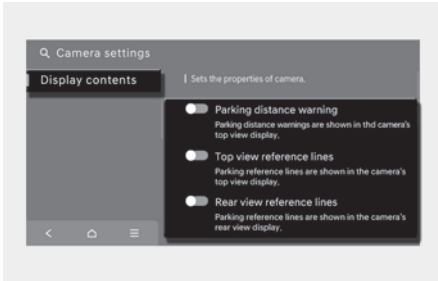 Camera settings
Display contents
Sets the properties of camera.
Parking distance warning
Parking distance warnings are shown in thd camera's
top view display.
Top view reference lines
Parking reference lines are shown in the camera's
top view display.
Rear view reference lines
Parking reference lines are shown in the camera's
rear view display.